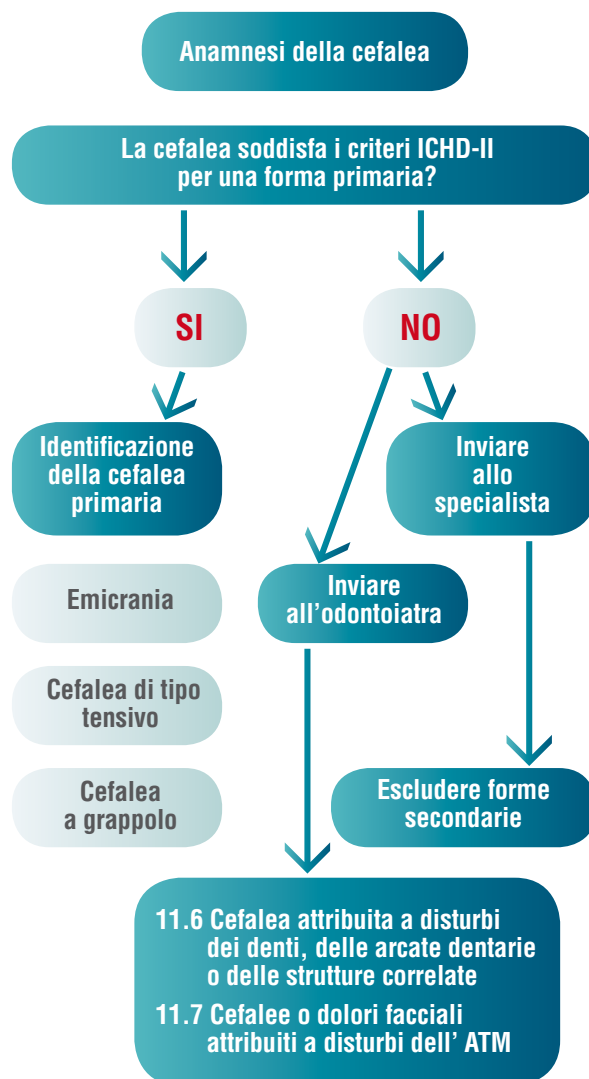 Anamnesi della cefalea
La cefalea soddisfa i criteri ICHD-II
per una forma primaria?
SI
NO
Identificazione
della cefalea
primaria
Inviare
allo
specialista
Emicrania
Inviare
all'odontoiatra
Cefalea di tipo
tensivo
Cefalea
a grappolo
Escludere forme
secondarie
11.6 Cefalea attribuita a disturbi
dei denti, delle arcate dentarie
o delle strutture correlate
11.7 Cefalee o dolori facciali
attribuiti a disturbi dell' ATM